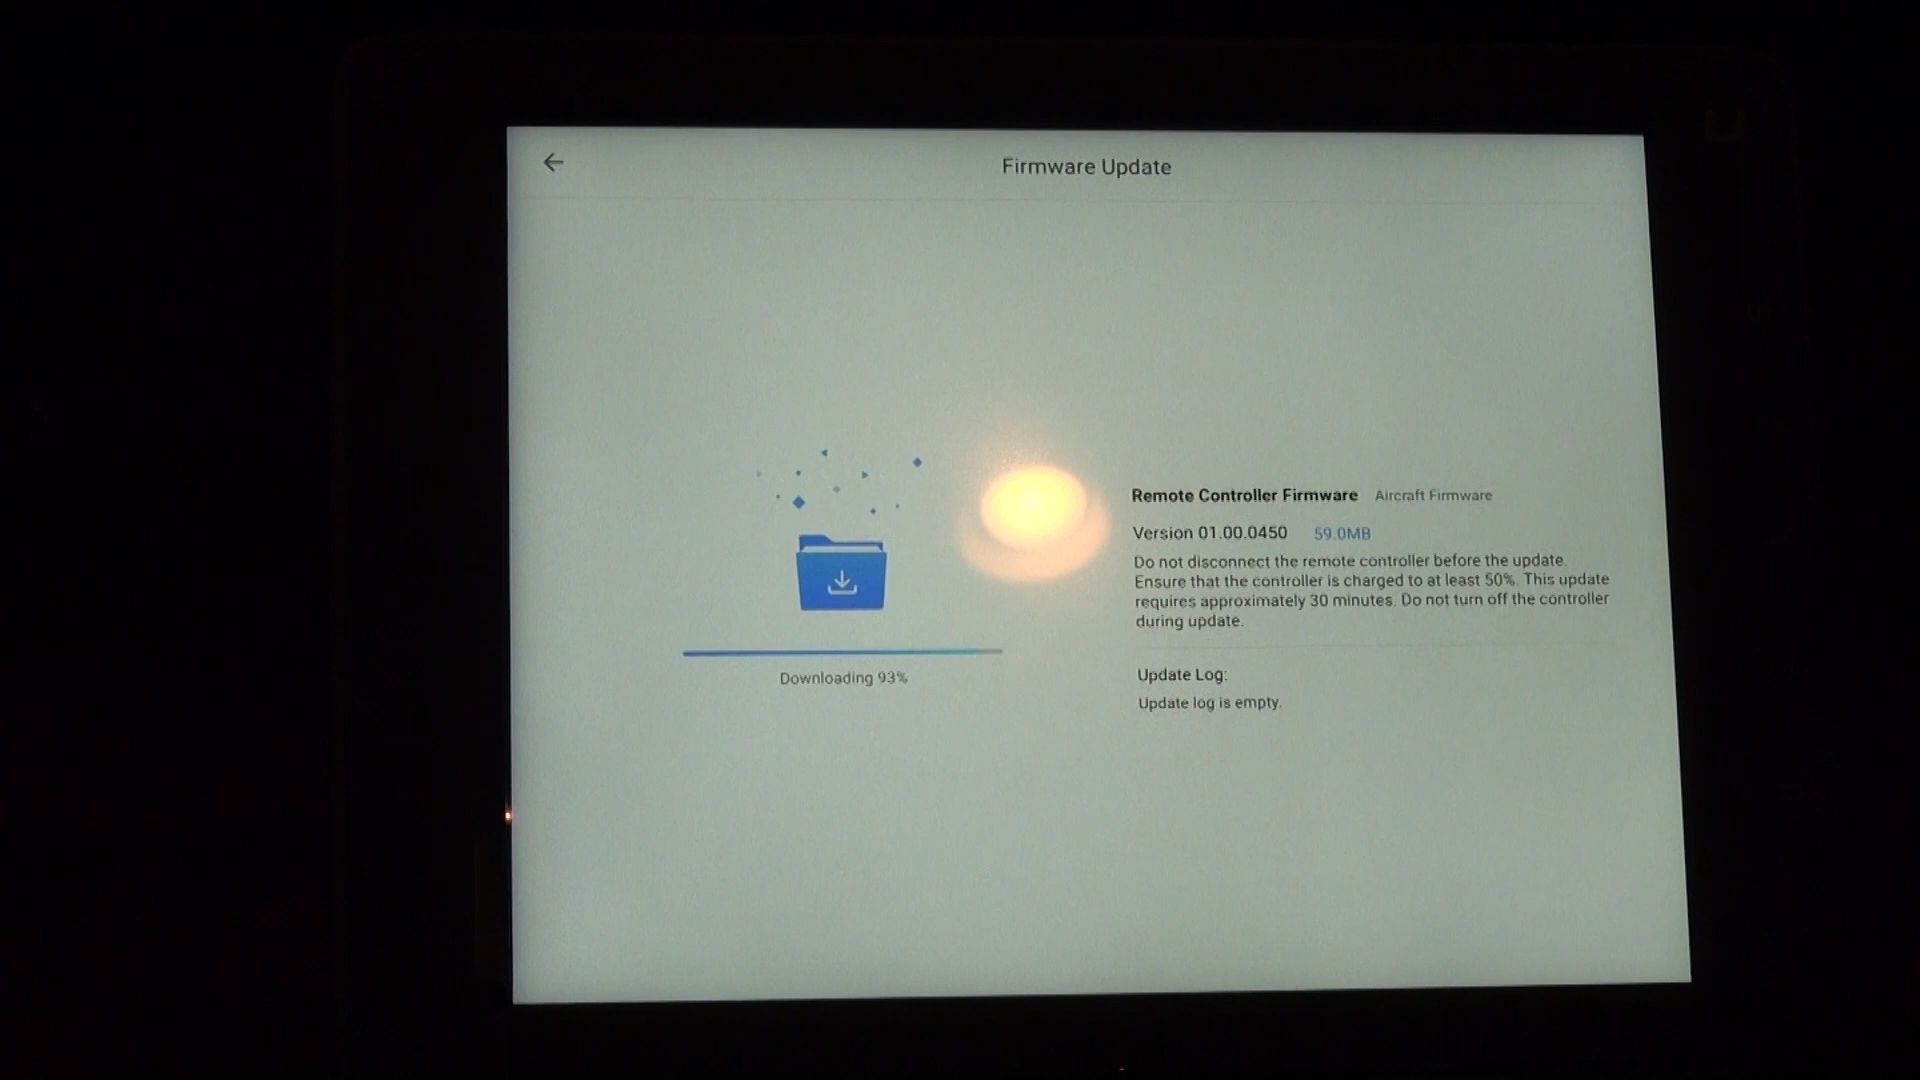 Firmware Update
Remote Controller Firmware Aircraft Firmware
Version 01.00.0450 59.0MB
Do not disconnect the remote controller before the update.
Ensure that the controller is charged to at least 50%. This update
requires approximately 30 minutes. Do not turn off the controller
during update.
Downloading 93%
Update Log:
Update log is empty.